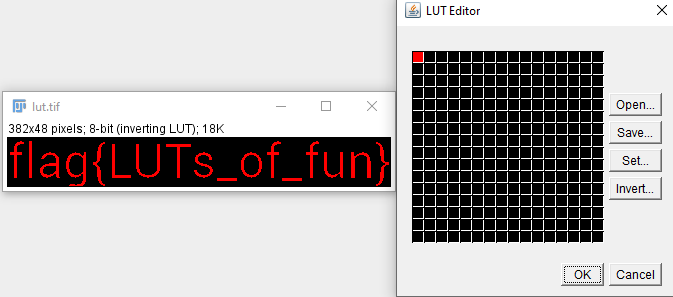 lut.tif
382x48 pixels; 8-bit (inverting LUT); 18K
flag{LUTs_of_fun}
LUT Editor
Open...
Save...
Set...
Invert...
OK
Cancel